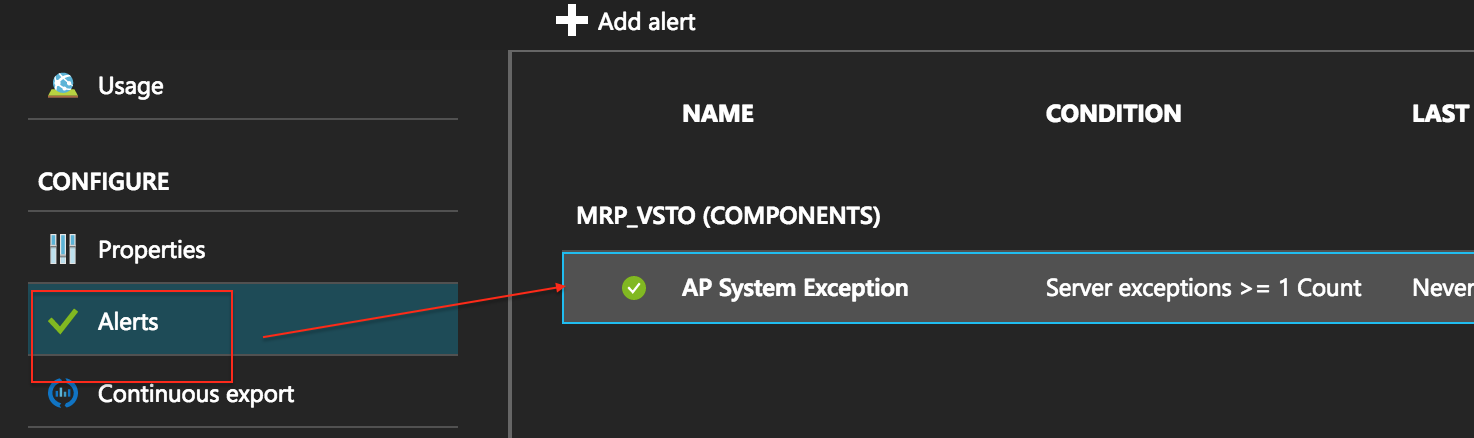 Add alert
Usage
NAME CONDITION LAST
CONFIGURE
MRP_VSTO (COMPONENTS)
Properties
AP System Exception Server exceptions >= 1 Count Never
Alerts
Continuous export